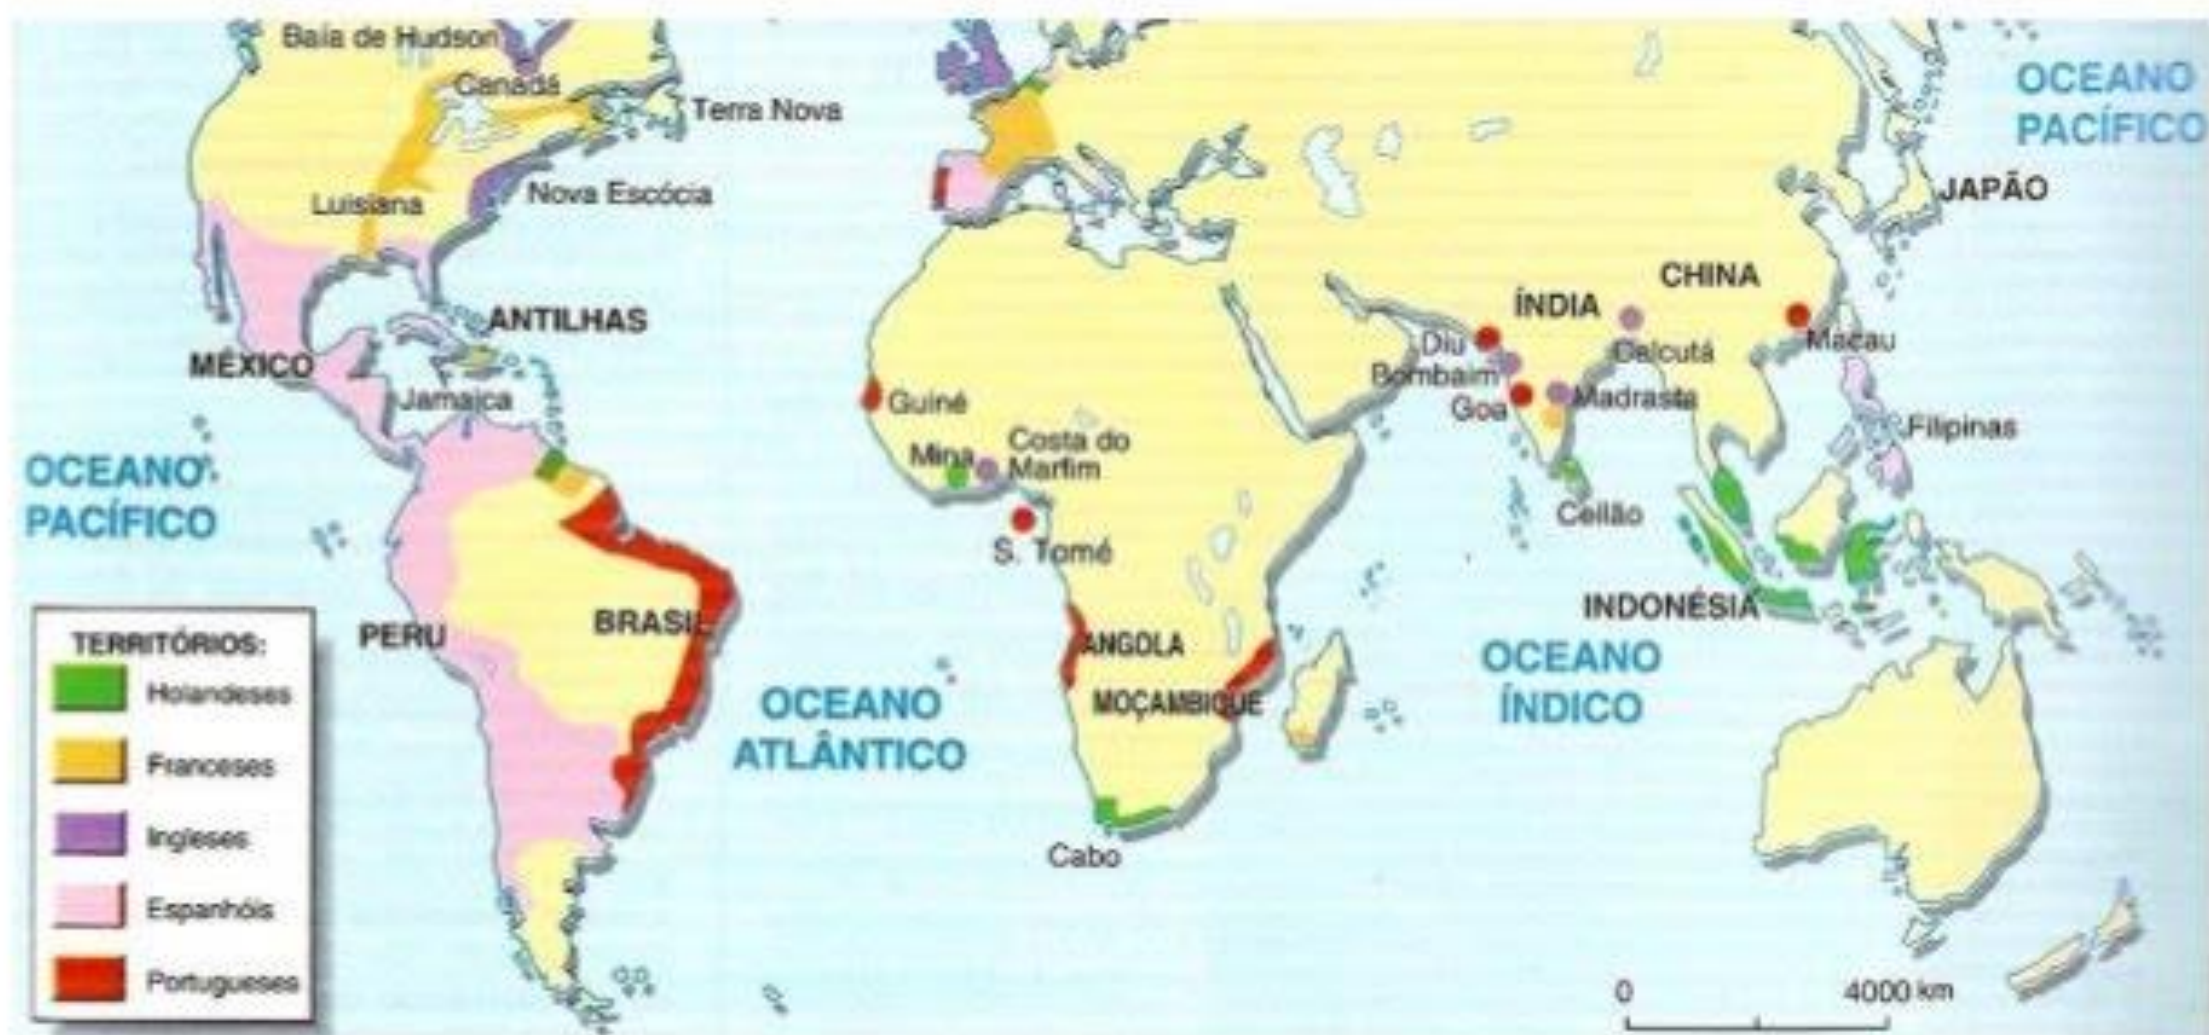 Baía de Hudson
Canadá
Terra Nova
Luisiana
Nova Escócia
OCEANO
PACÍFICO
JAPÃO
CHINA
ÍNDIA
ANTILHAS
MÉXICO
Jamaica
Diu
Bombaim
Goa
Calcutá
Madrasta
Macau
Filipinas
Guiné
Mina
Costa do
Marfim
S. Tomé
Ceilão
OCEANO
PACÍFICO
INDONÉSIA
PERU
BRASIL
ANGOLA
MOÇAMBIQUE
OCEANO
ATLÂNTICO
OCEANO
ÍNDICO
Cabo
TERRITÓRIOS:
Holandeses
Franceses
Ingleses
Espanhóis
Portugueses
0 4000 km